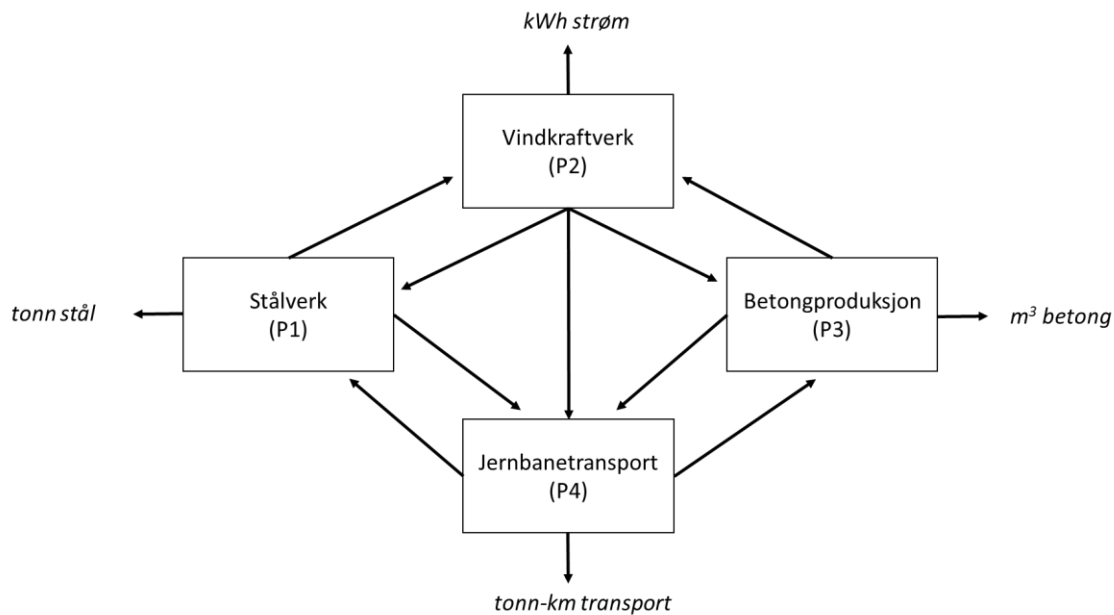 kWh strøm
Vindkraftverk
(P2)
Stålverk
(P1)
Betongproduksjon
(P3)
tonn stål
m³ betong
Jernbanetransport
(P4)
tonn-km transport